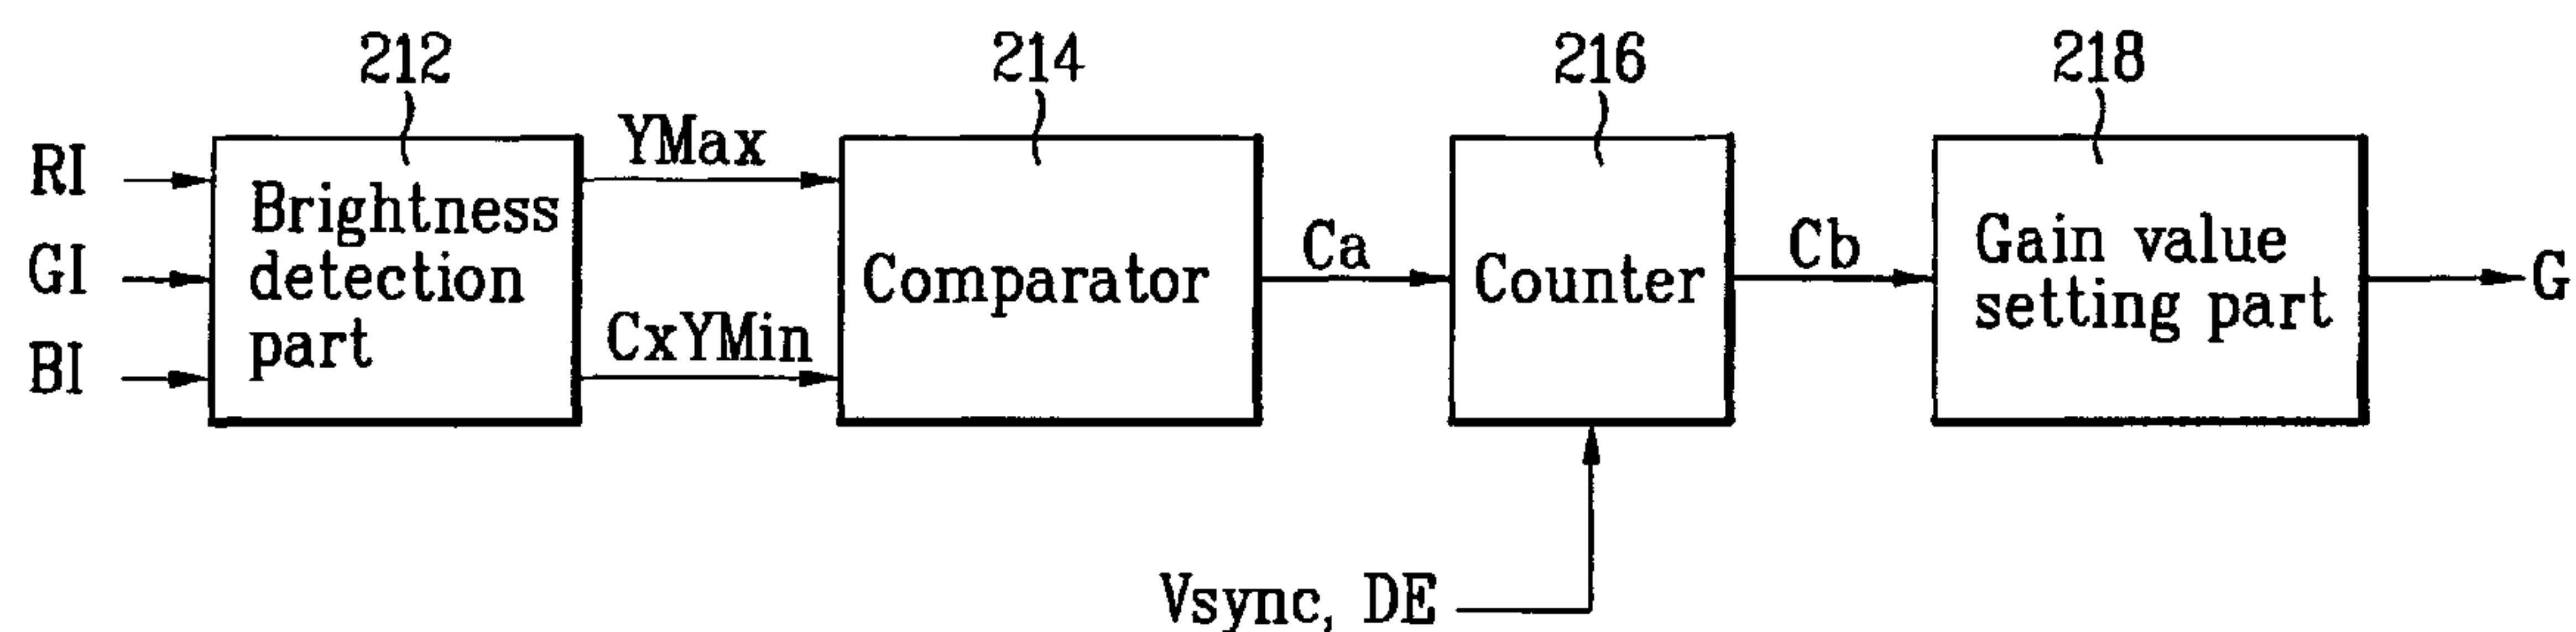 212
214
216
218
RI
GI
BI
Brightness
detection
part
YMax
CxYMin
Comparator
Ca
Counter
Cb
Gain value
setting part
G
Vsync, DE